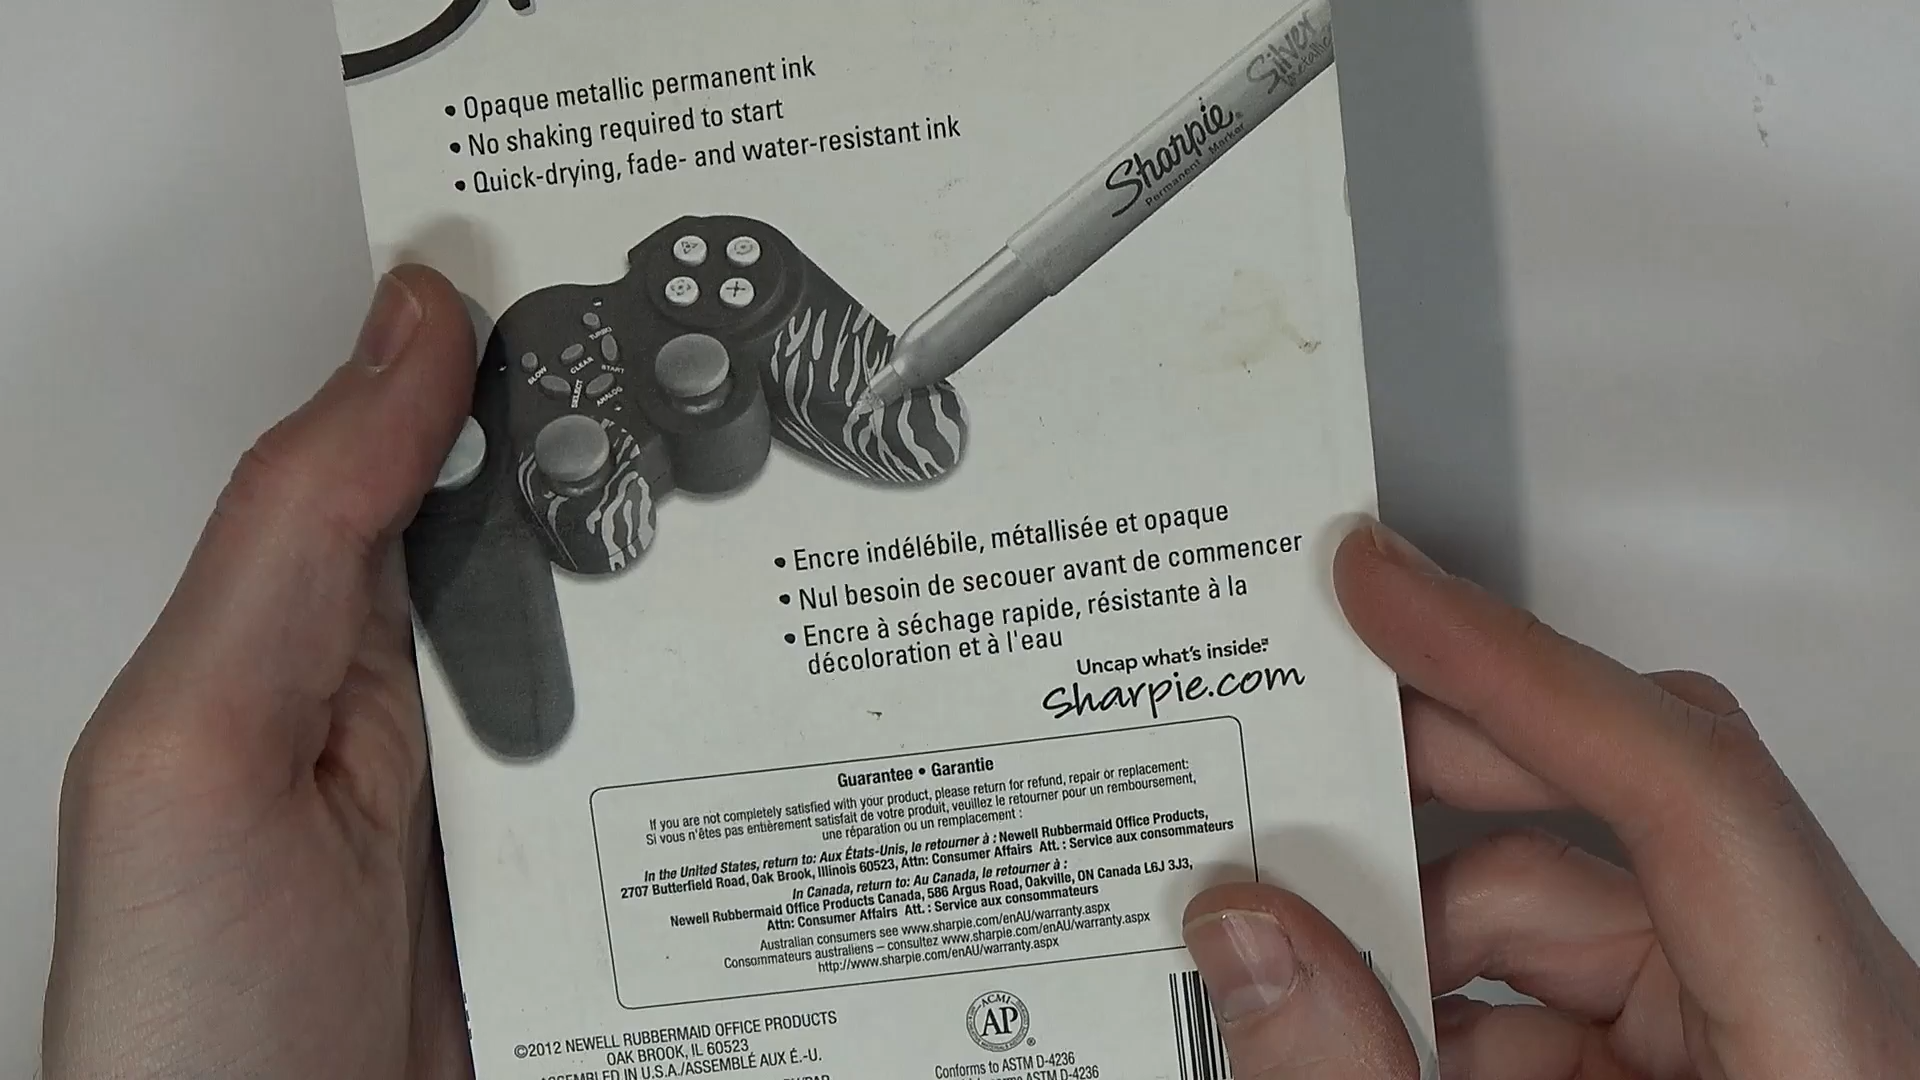 • Opaque metallic permanent ink
• No shaking required to start
• Quick-drying, fade- and water-resistant ink
Silver
Metallic
Sharpie®
Permanent Marker
TURBO
SLOW
CLEAR
START
SELECT
ANALOG
• Encre indélébile, métallisée et opaque
• Nul besoin de secouer avant de commencer
• Encre à séchage rapide, résistante à la
décoloration et à l'eau
Uncap what's inside.
Sharpie.com
Guarantee • Garantie
If you are not completely satisfied with your product, please return for refund, repair or replacement:
Si vous n'êtes pas entièrement satisfait de votre produit, veuillez le retourner pour un remboursement,
une réparation ou un remplacement :
In the United States, return to: Aux États-Unis, le retourner à : Newell Rubbermaid Office Products,
2707 Butterfield Road, Oak Brook, Illinois 60523, Attn: Consumer Affairs Att. : Service aux consommateurs
In Canada, return to: Au Canada, le retourner à :
Newell Rubbermaid Office Products Canada, 586 Argus Road, Oakville, ON Canada L6J 3J3,
Attn: Consumer Affairs Att. : Service aux consommateurs
Australian consumers see www.sharpie.com/enAU/warranty.aspx
Consommateurs australiens – consultez www.sharpie.com/enAU/warranty.aspx
http://www.sharpie.com/enAU/warranty.aspx
©2012 NEWELL RUBBERMAID OFFICE PRODUCTS
OAK BROOK, IL 60523
ASSEMBLED IN U.S.A./ASSEMBLÉ AUX É.-U.
ACMI
AP
®
Conforms to ASTM D-4236
ASTM D-4236